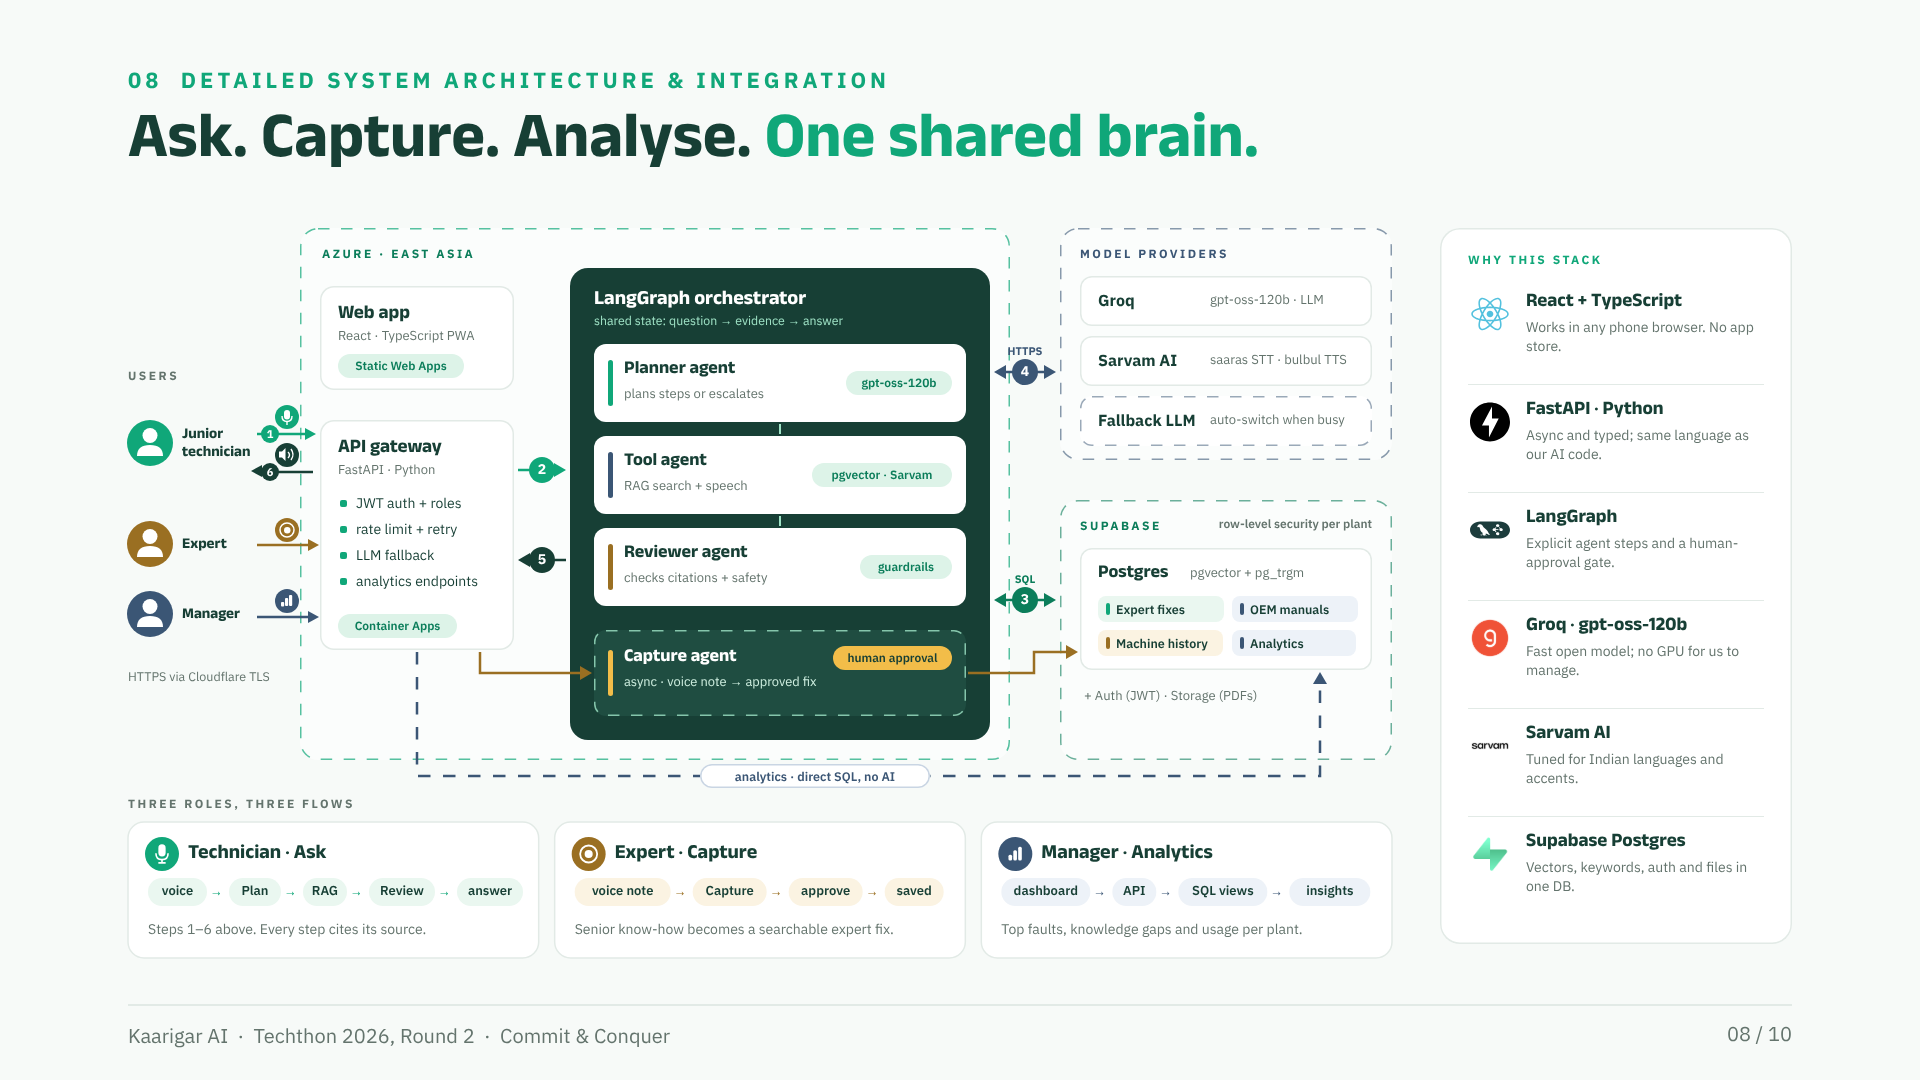 08 DETAILED SYSTEM ARCHITECTURE & INTEGRATION
Ask. Capture. Analyse. One shared brain.
USERS
Junior
technician
1
6
Expert
Manager
HTTPS via Cloudflare TLS
AZURE · EAST ASIA
Web app
React · TypeScript PWA
Static Web Apps
API gateway
FastAPI · Python
JWT auth + roles
rate limit + retry
LLM fallback
analytics endpoints
Container Apps
2
5
LangGraph orchestrator
shared state: question → evidence → answer
Planner agent
plans steps or escalates
gpt-oss-120b
Tool agent
RAG search + speech
pgvector · Sarvam
Reviewer agent
checks citations + safety
guardrails
Capture agent
async · voice note → approved fix
human approval
HTTPS
4
SQL
3
MODEL PROVIDERS
Groq
gpt-oss-120b · LLM
Sarvam AI
saaras STT · bulbul TTS
Fallback LLM
auto-switch when busy
SUPABASE
row-level security per plant
Postgres
pgvector + pg_trgm
Expert fixes
OEM manuals
Machine history
Analytics
+ Auth (JWT) · Storage (PDFs)
analytics · direct SQL, no AI
WHY THIS STACK
React + TypeScript
Works in any phone browser. No app
store.
FastAPI · Python
Async and typed; same language as
our AI code.
LangGraph
Explicit agent steps and a human-
approval gate.
Groq · gpt-oss-120b
Fast open model; no GPU for us to
manage.
sarvam
Sarvam AI
Tuned for Indian languages and
accents.
Supabase Postgres
Vectors, keywords, auth and files in
one DB.
THREE ROLES, THREE FLOWS
Technician · Ask
voice → Plan → RAG → Review → answer
Steps 1–6 above. Every step cites its source.
Expert · Capture
voice note → Capture → approve → saved
Senior know-how becomes a searchable expert fix.
Manager · Analytics
dashboard → API → SQL views → insights
Top faults, knowledge gaps and usage per plant.
Kaarigar AI · Techthon 2026, Round 2 · Commit & Conquer
08 / 10